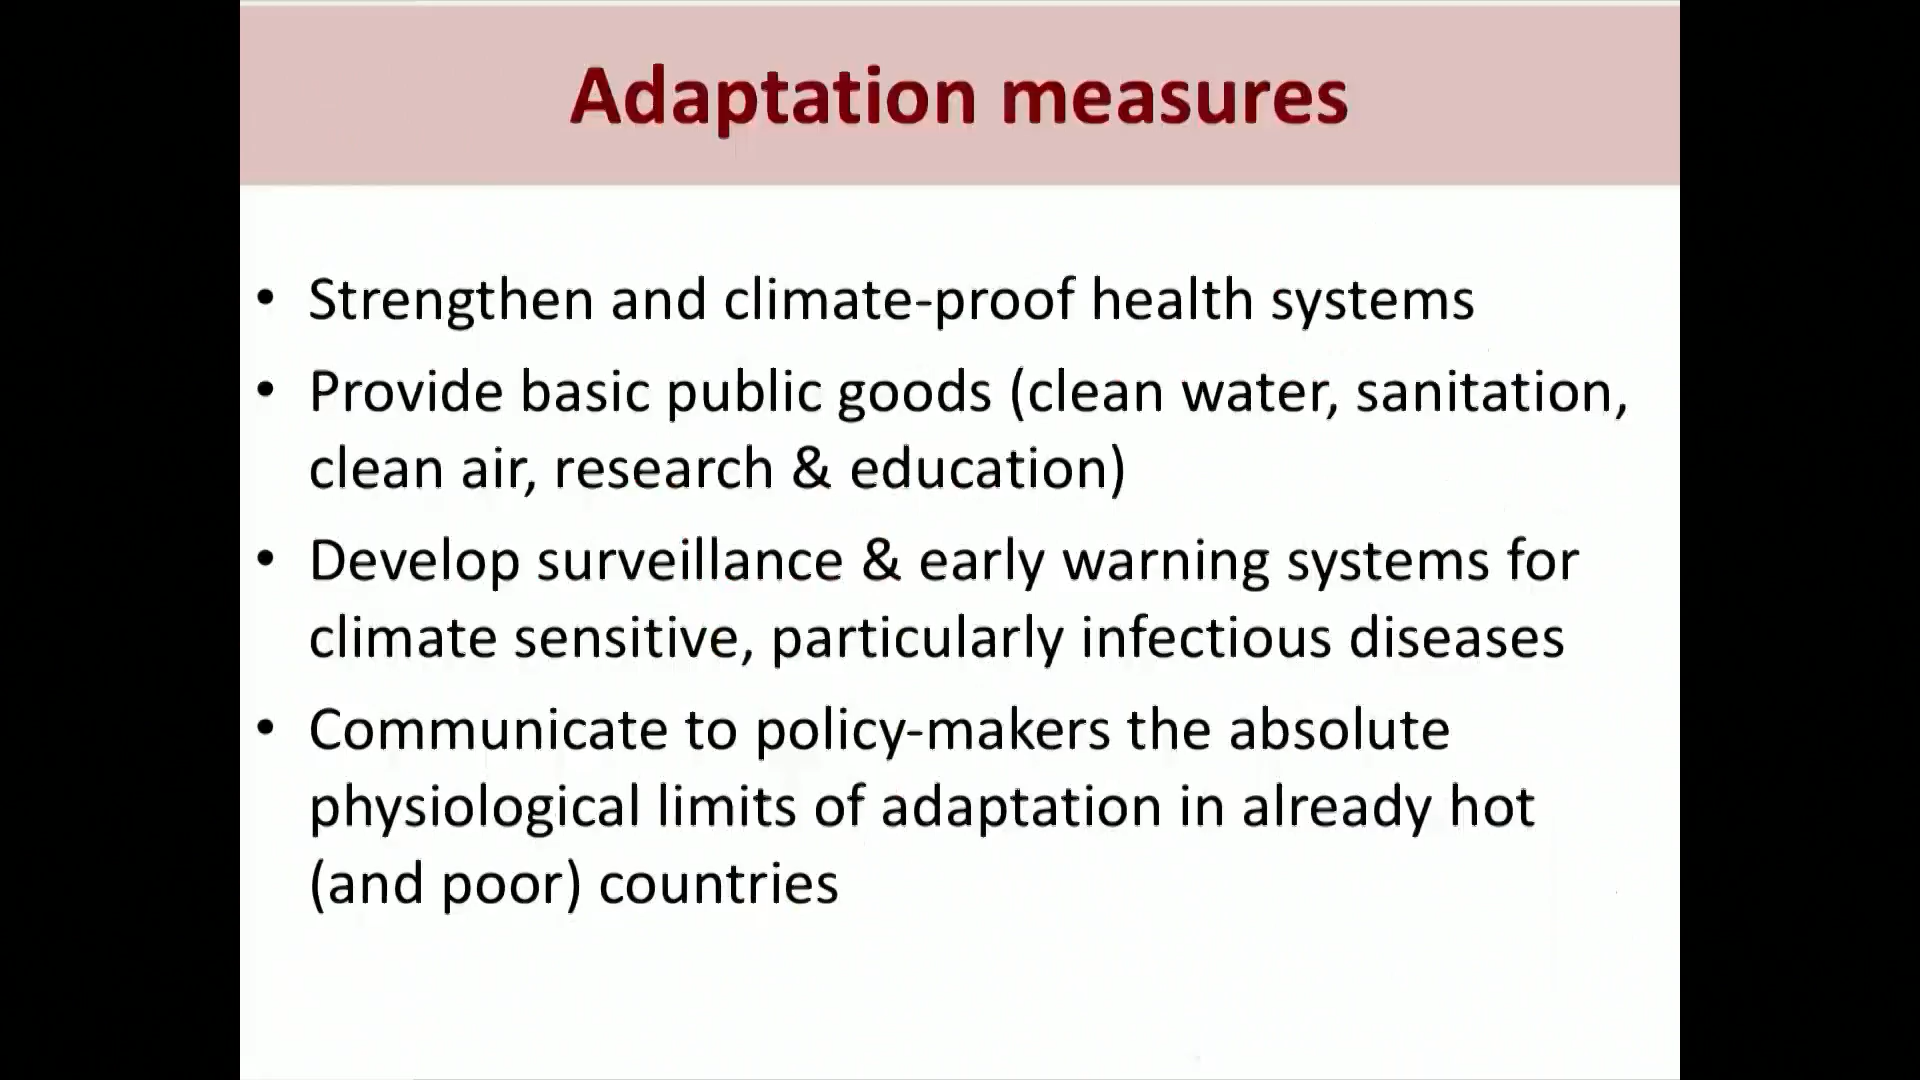 Adaptation measures
• Strengthen and climate-proof health systems
• Provide basic public goods (clean water, sanitation,
clean air, research & education)
• Develop surveillance & early warning systems for
climate sensitive, particularly infectious diseases
• Communicate to policy-makers the absolute
physiological limits of adaptation in already hot
(and poor) countries